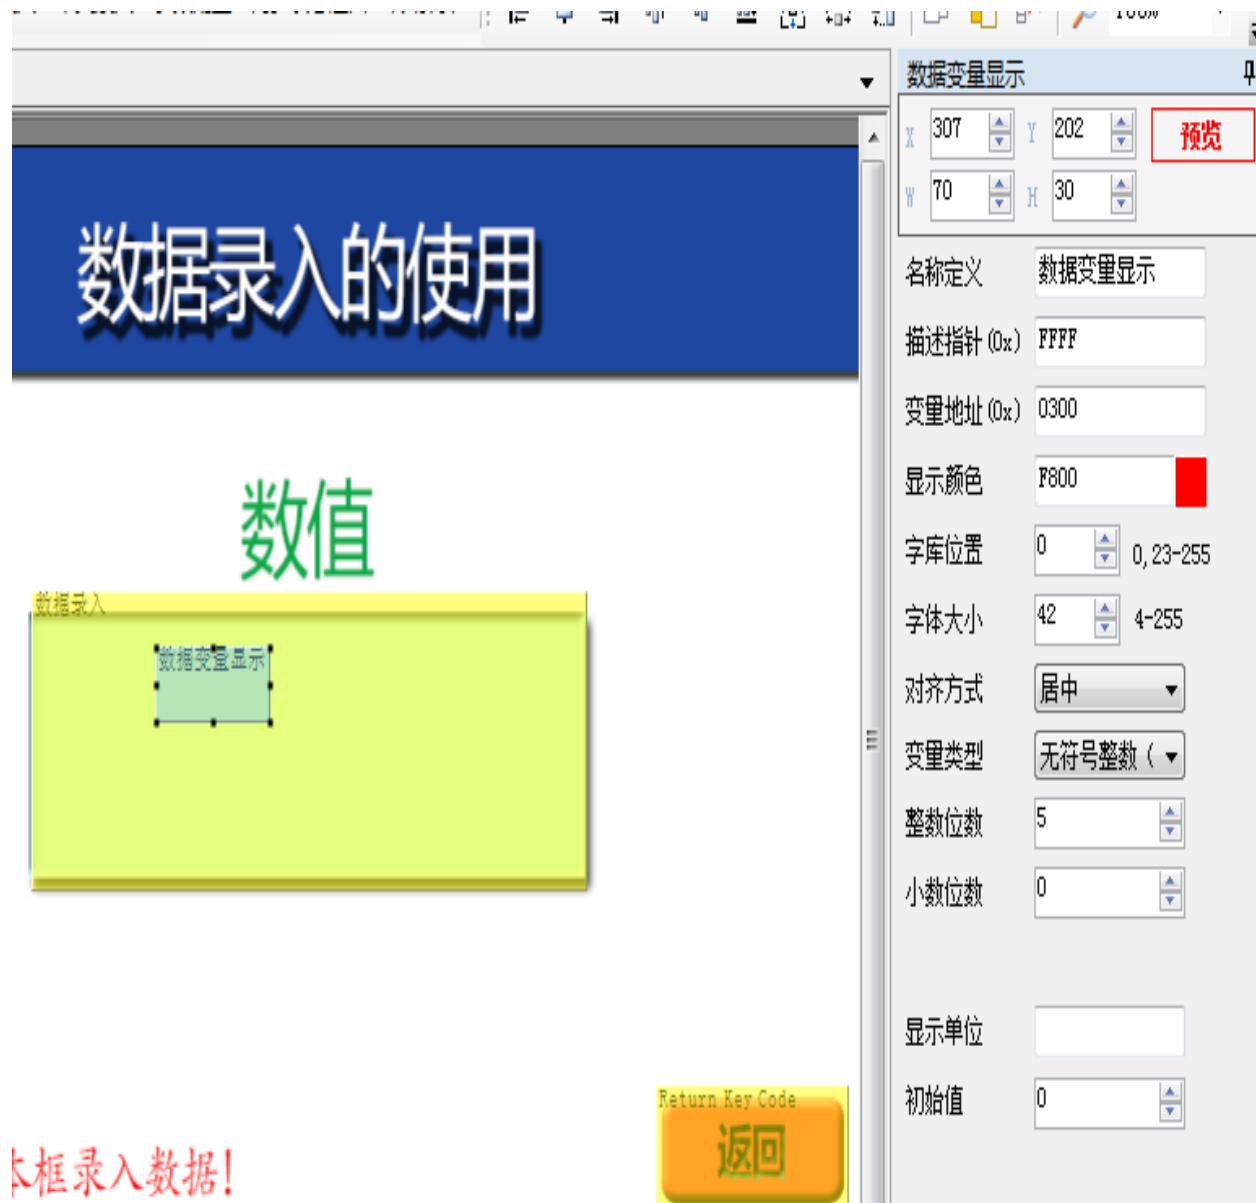 数据变量显示
X 307 Y 202 预览
W 70 H 30
数据录入的使用
名称定义 数据变量显示
描述指针(0x) FFFF
变量地址(0x) 0300
显示颜色 F800
字库位置 0 0,23-255
字体大小 42 4-255
对齐方式 居中
变量类型 无符号整数 (
整数位数 5
小数位数 0
显示单位
初始值 0
数值
数据录入
数据变量显示
Return Key Code
返回
框录入数据!